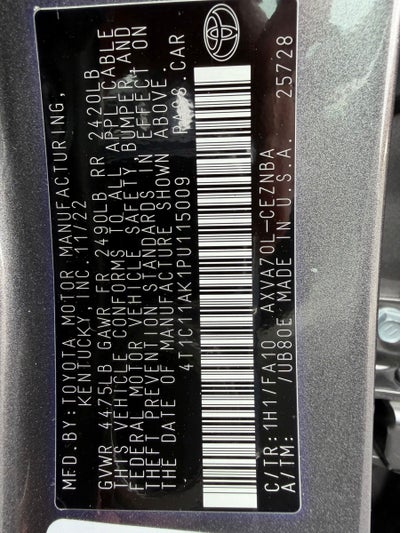 MFD. BY: TOYOTA MOTOR MANUFACTURING,
KENTUCKY, INC. 11/22
GVWR 4475LB GAWR FR 2490LB RR 2420LB
THIS VEHICLE CONFORMS TO ALL APPLICABLE
FEDERAL MOTOR VEHICLE SAFETY, BUMPER, AND
THEFT PREVENTION STANDARDS IN EFFECT ON
THE DATE OF MANUFACTURE SHOWN ABOVE.
4T1C11AK1PU115009 PASS. CAR
C/TR: 1H1/FA10 AXVA70L-CEZNBA
A/TM: /UB80E MADE IN U.S.A. 25728